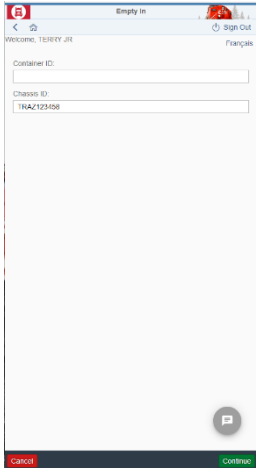 Empty In
Sign Out
Welcome, TERRY JR
Français
Container ID:
Chassis ID:
TRAZ123458
Cancel
Continue